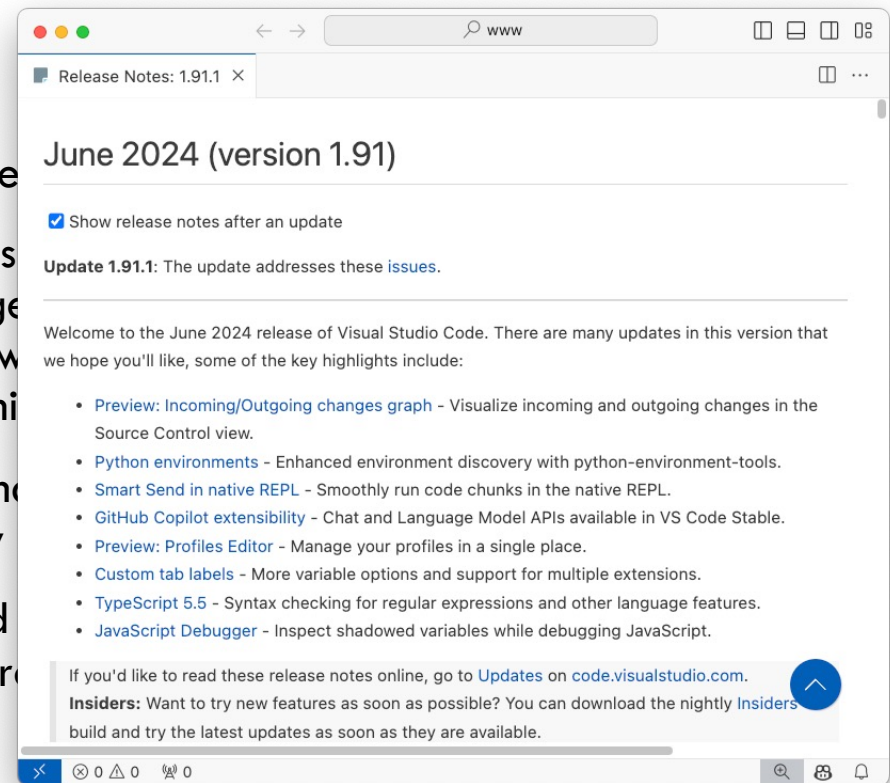 www
Release Notes: 1.91.1
June 2024 (version 1.91)
Show release notes after an update
Update 1.91.1: The update addresses these issues.
Welcome to the June 2024 release of Visual Studio Code. There are many updates in this version that
we hope you'll like, some of the key highlights include:
• Preview: Incoming/Outgoing changes graph - Visualize incoming and outgoing changes in the
Source Control view.
• Python environments - Enhanced environment discovery with python-environment-tools.
• Smart Send in native REPL - Smoothly run code chunks in the native REPL.
• GitHub Copilot extensibility - Chat and Language Model APIs available in VS Code Stable.
• Preview: Profiles Editor - Manage your profiles in a single place.
• Custom tab labels - More variable options and support for multiple extensions.
• TypeScript 5.5 - Syntax checking for regular expressions and other language features.
• JavaScript Debugger - Inspect shadowed variables while debugging JavaScript.
If you'd like to read these release notes online, go to Updates on code.visualstudio.com.
Insiders: Want to try new features as soon as possible? You can download the nightly Insiders
build and try the latest updates as soon as they are available.
0 0 0